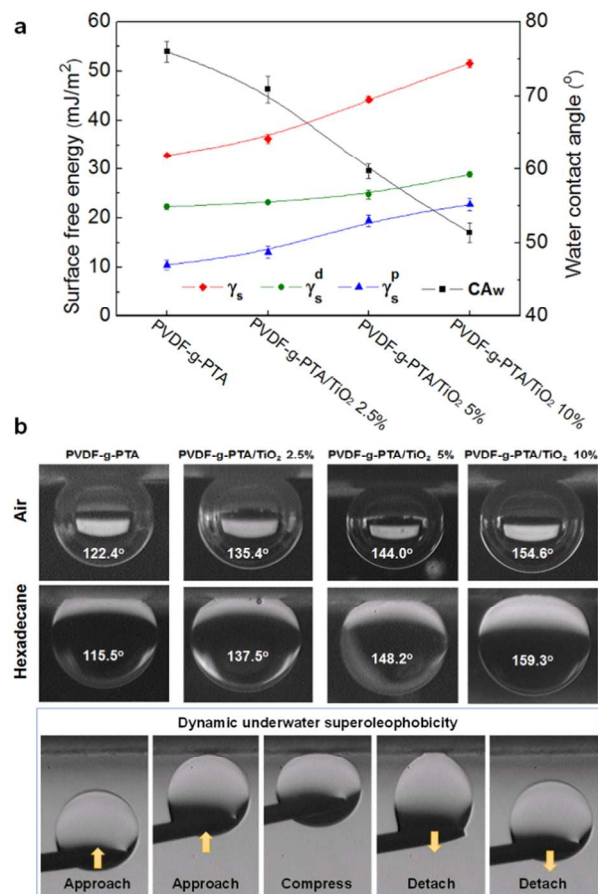 a
Surface free energy (mJ/m²)
60
50
40
30
20
10
0
80
70
60
50
40
Water contact angle (°)
γₛ γₛᵈ γₛᵖ CAw
PVDF-g-PTA
PVDF-g-PTA/TiO₂ 2.5%
PVDF-g-PTA/TiO₂ 5%
PVDF-g-PTA/TiO₂ 10%
b
PVDF-g-PTA PVDF-g-PTA/TiO₂ 2.5% PVDF-g-PTA/TiO₂ 5% PVDF-g-PTA/TiO₂ 10%
Air
122.4° 135.4° 144.0° 154.6°
Hexadecane
115.5° 137.5° 148.2° 159.3°
Dynamic underwater superoleophobicity
Approach Approach Compress Detach Detach